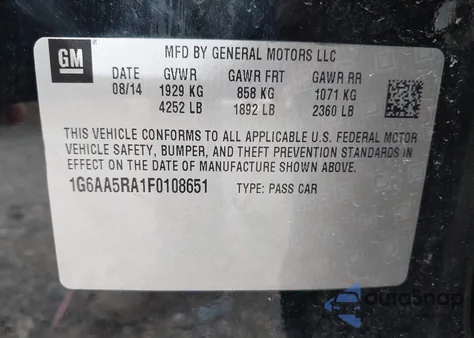 GM
MFD BY GENERAL MOTORS LLC
DATE GVWR GAWR FRT GAWR RR
08/14 1929 KG 858 KG 1071 KG
4252 LB 1892 LB 2360 LB
THIS VEHICLE CONFORMS TO ALL APPLICABLE U.S. FEDERAL MOTOR
VEHICLE SAFETY, BUMPER, AND THEFT PREVENTION STANDARDS IN
EFFECT ON THE DATE OF MANUFACTURE SHOWN ABOVE.
1G6AA5RA1F0108651 TYPE: PASS CAR
AutoSnap